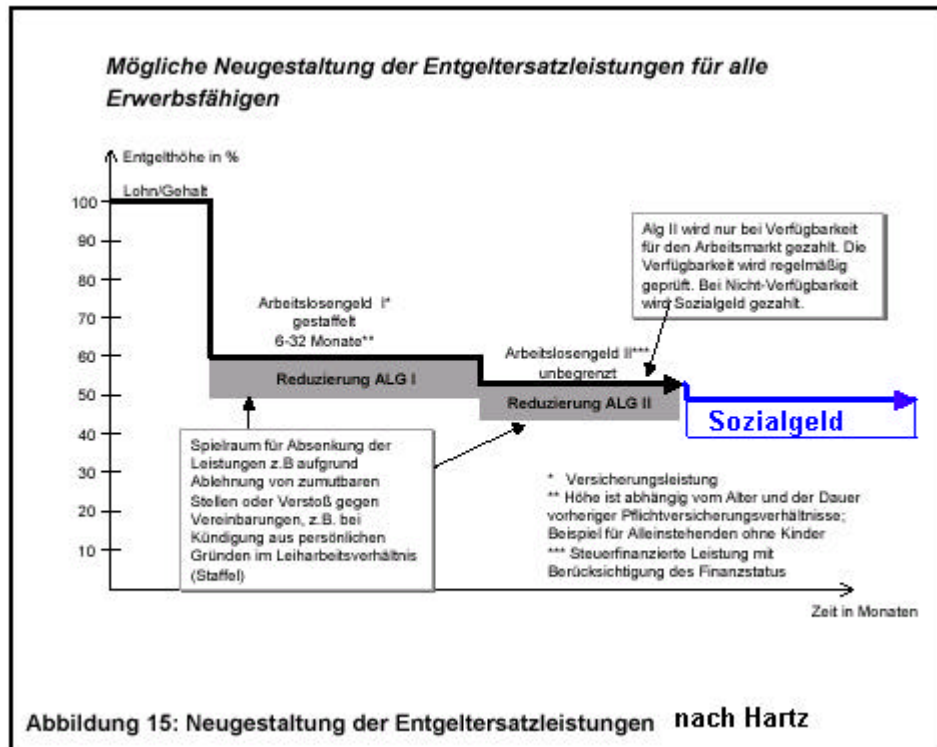 Mögliche Neugestaltung der Entgeltersatzleistungen für alle
Erwerbsfähigen
Entgelthöhe in %
Lohn/Gehalt
100
90
80
70
60
50
40
30
20
10
Alg II wird nur bei Verfügbarkeit
für den Arbeitsmarkt gezahlt. Die
Verfügbarkeit wird regelmäßig
geprüft. Bei Nicht-Verfügbarkeit
wird Sozialgeld gezahlt.
Arbeitslosengeld I*
gestaffelt
6-32 Monate**
Arbeitslosengeld II***
unbegrenzt
Reduzierung ALG I
Reduzierung ALG II
Sozialgeld
Spielraum für Absenkung der
Leistungen z.B aufgrund
Ablehnung von zumutbaren
Stellen oder Verstoß gegen
Vereinbarungen, z.B. bei
Kündigung aus persönlichen
Gründen im Leiharbeitsverhältnis
(Staffel)
* Versicherungsleistung
** Höhe ist abhängig vom Alter und der Dauer
vorheriger Pflichtversicherungsverhältnisse;
Beispiel für Alleinstehenden ohne Kinder
*** Steuerfinanzierte Leistung mit
Berücksichtigung des Finanzstatus
Zeit in Monaten
Abbildung 15: Neugestaltung der Entgeltersatzleistungen nach Hartz